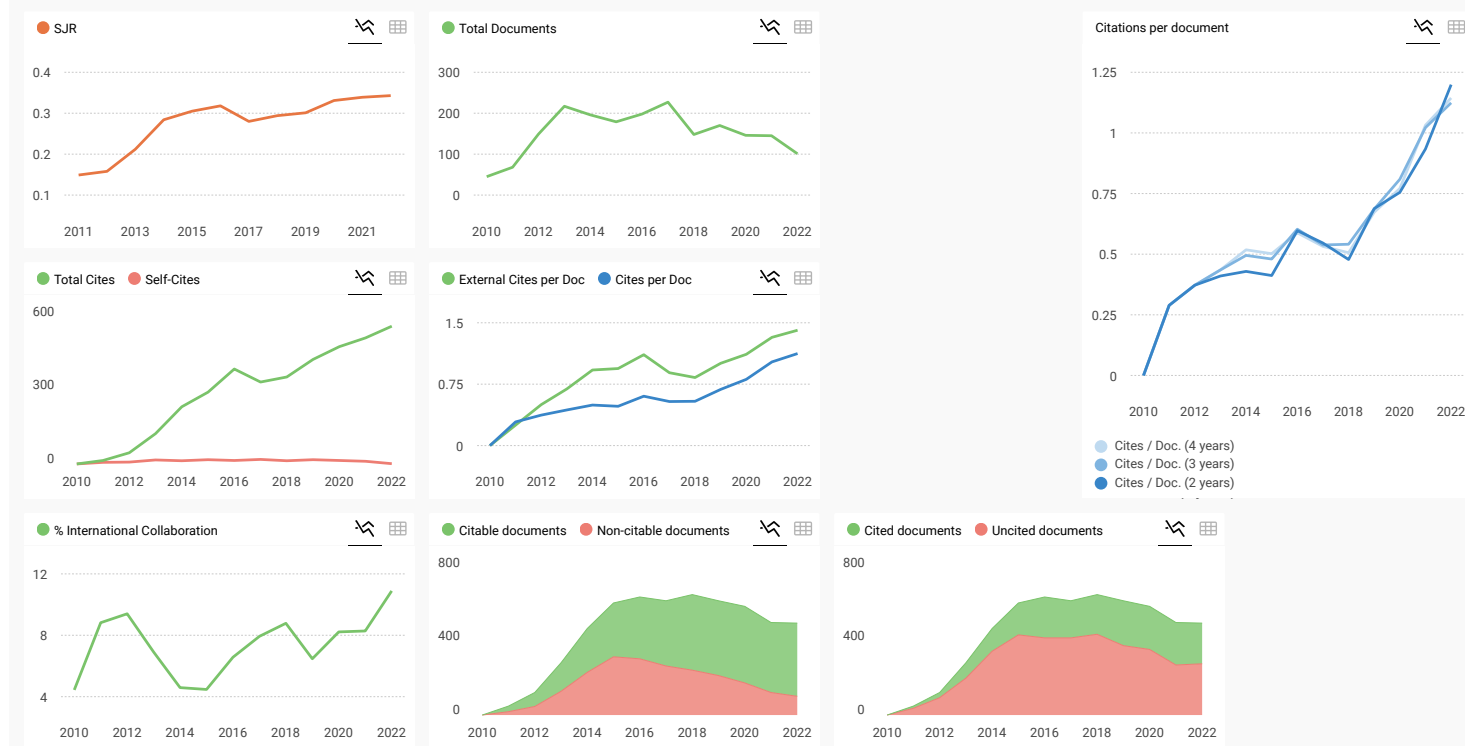 SJR
0.4
0.3
0.2
0.1
2011 2013 2015 2017 2019 2021
Total Documents
300
200
100
0
2010 2012 2014 2016 2018 2020 2022
Citations per document
1.25
1
0.75
0.5
0.25
0
2010 2012 2014 2016 2018 2020 2022
Cites / Doc. (4 years)
Cites / Doc. (3 years)
Cites / Doc. (2 years)
Total Cites Self-Cites
600
300
0
2010 2012 2014 2016 2018 2020 2022
External Cites per Doc Cites per Doc
1.5
0.75
0
2010 2012 2014 2016 2018 2020 2022
% International Collaboration
12
8
4
2010 2012 2014 2016 2018 2020 2022
Citable documents Non-citable documents
800
400
0
2010 2012 2014 2016 2018 2020 2022
Cited documents Uncited documents
800
400
0
2010 2012 2014 2016 2018 2020 2022